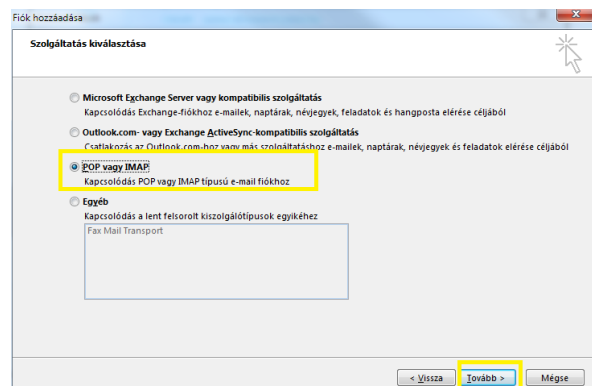 Fiók hozzáadása
Szolgáltatás kiválasztása
Microsoft Exchange Server vagy kompatibilis szolgáltatás
Kapcsolódás Exchange-fiókhoz e-mailek, naptárak, névjegyek, feladatok és hangposta elérése céljából
Outlook.com- vagy Exchange ActiveSync-kompatibilis szolgáltatás
Csatlakozás az Outlook.com-hoz vagy más szolgáltatáshoz e-mailek, naptárak, névjegyek és feladatok elérése céljából
POP vagy IMAP
Kapcsolódás POP vagy IMAP típusú e-mail fiókhoz
Egyéb
Kapcsolódás a lent felsorolt kiszolgálótípusok egyikéhez
Fax Mail Transport
< Vissza Tovább > Mégse